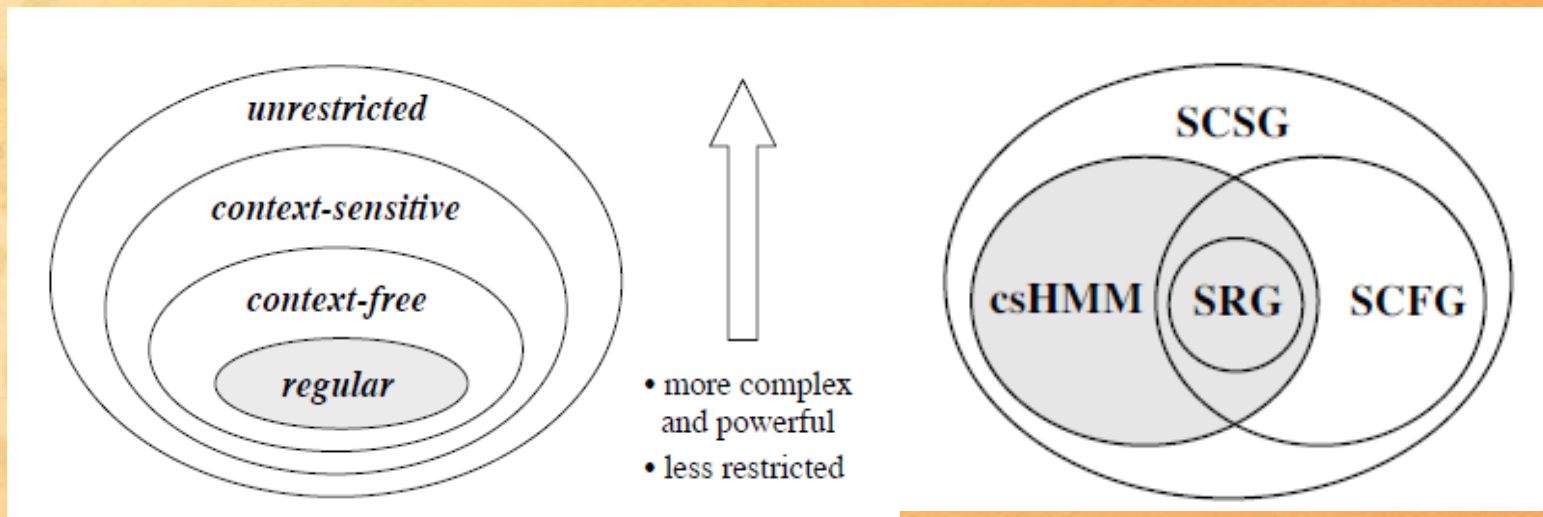 unrestricted
context-sensitive
context-free
regular
• more complex
and powerful
• less restricted
SCSG
csHMM
SRG
SCFG